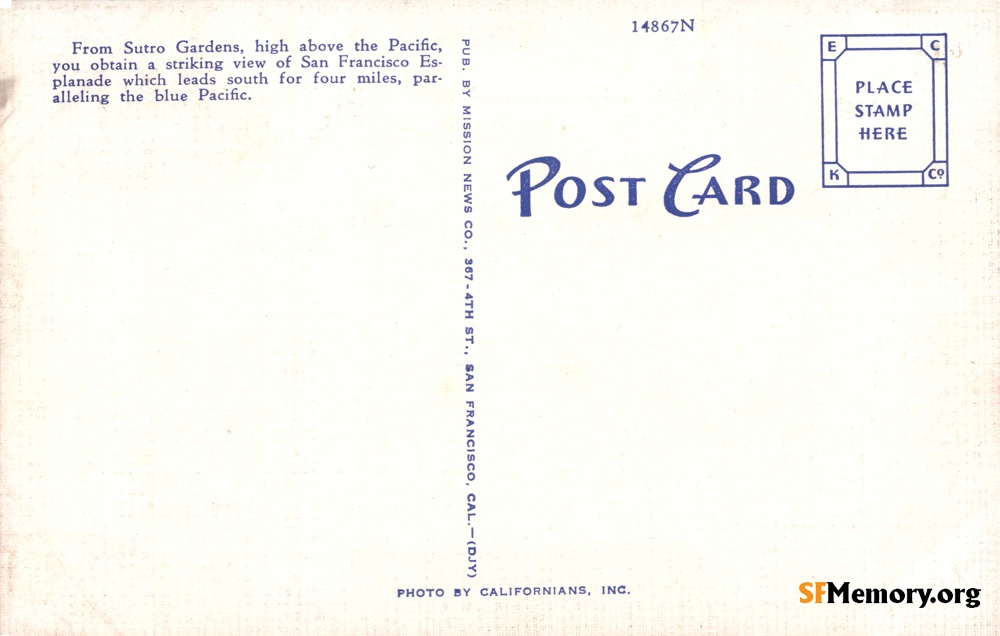 From Sutro Gardens, high above the Pacific,
you obtain a striking view of San Francisco Es-
planade which leads south for four miles, par-
alleling the blue Pacific.
PUB. BY MISSION NEWS CO., 367-4TH ST., SAN FRANCISCO, CAL.—(DJY)
14867N
POST CARD
E C
PLACE
STAMP
HERE
K Co
PHOTO BY CALIFORNIANS, INC.
SFMemory.org